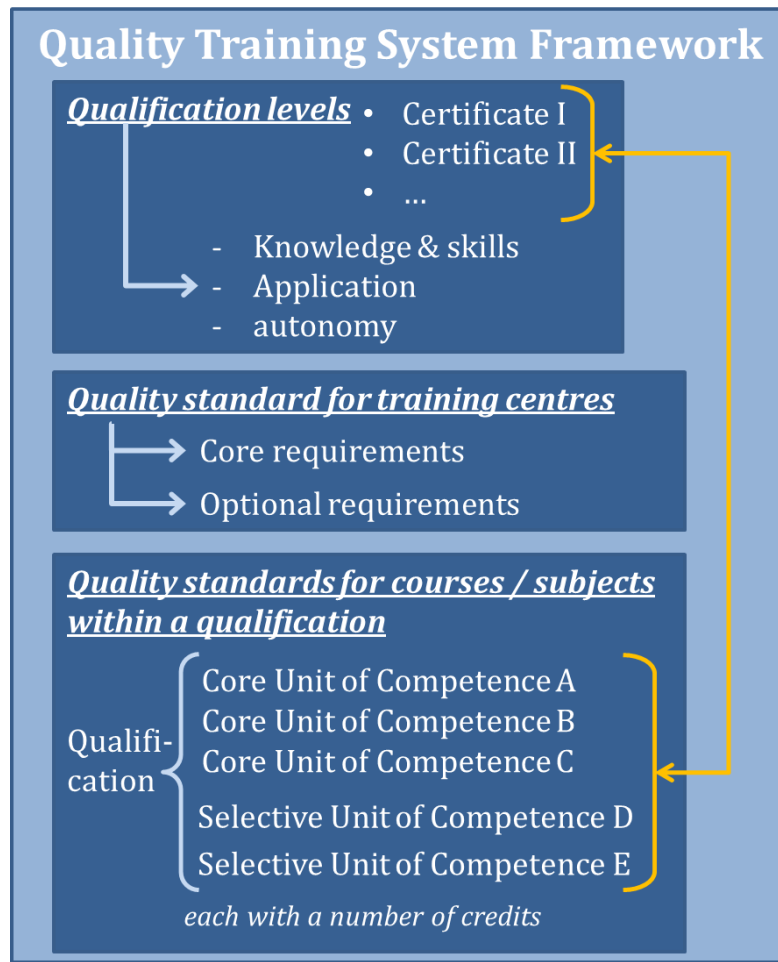 Quality Training System Framework
Qualification levels
• Certificate I
• Certificate II
• ...
- Knowledge & skills
- Application
- autonomy
Quality standard for training centres
Core requirements
Optional requirements
Quality standards for courses / subjects
within a qualification
Qualifi-
cation
Core Unit of Competence A
Core Unit of Competence B
Core Unit of Competence C
Selective Unit of Competence D
Selective Unit of Competence E
each with a number of credits